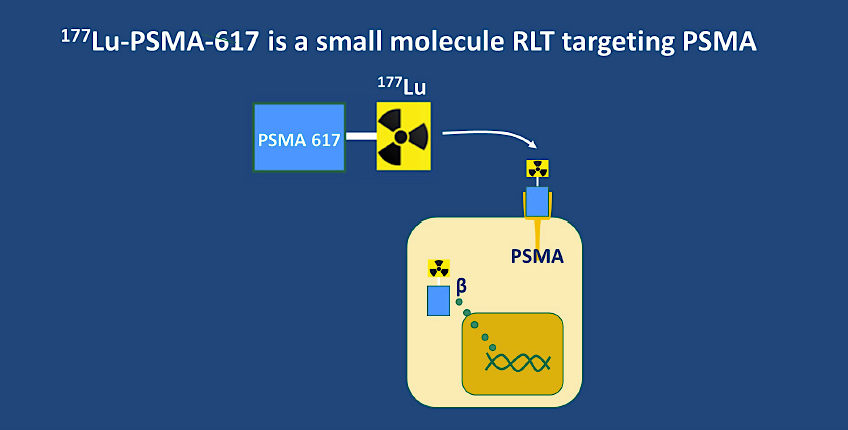 ¹⁷⁷Lu-PSMA-617 is a small molecule RLT targeting PSMA
¹⁷⁷Lu
PSMA 617
PSMA
β